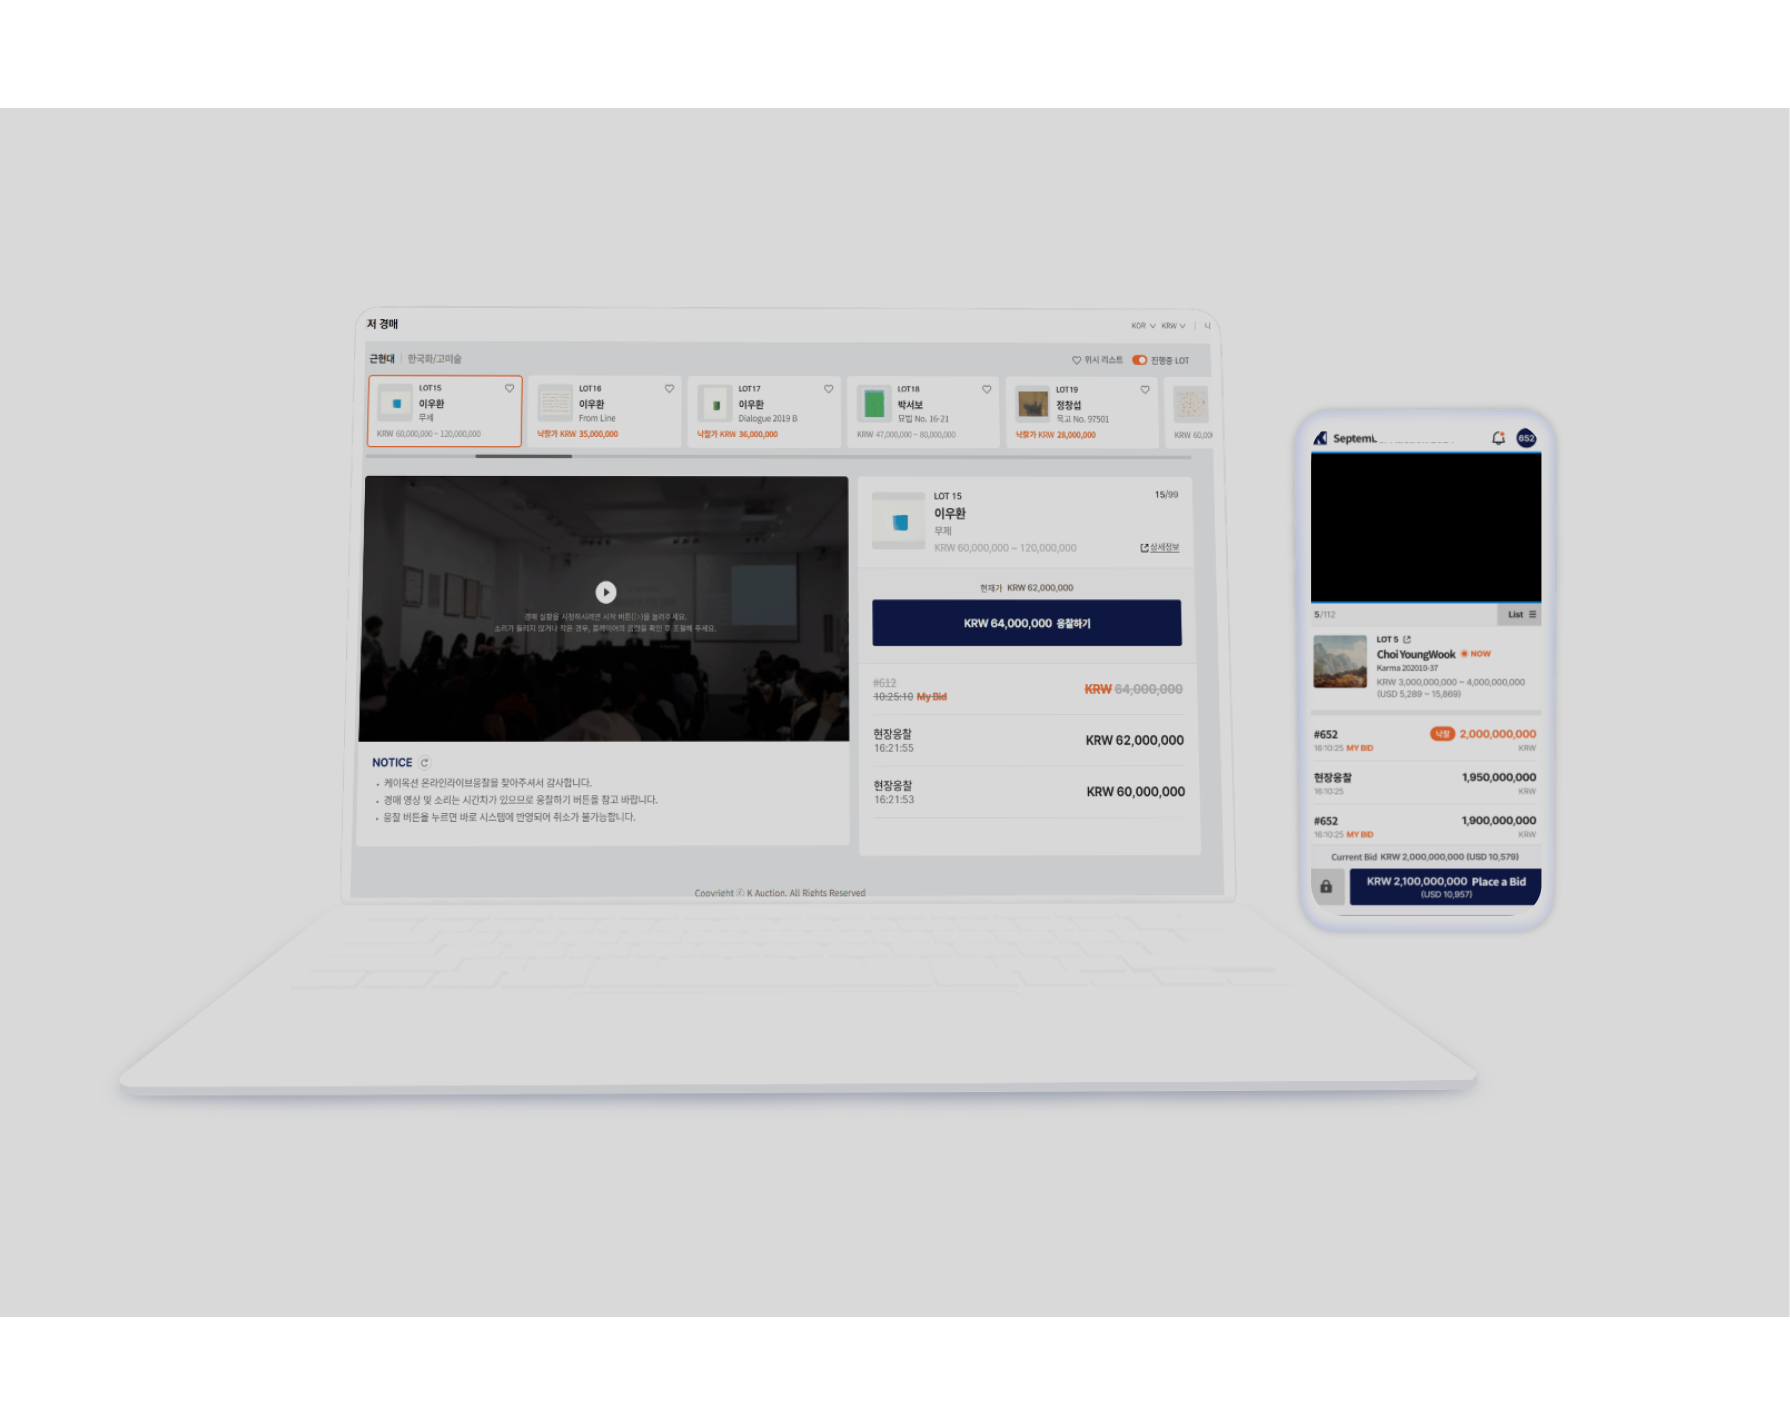 저 경매
KOR KRW
근현대 | 한국화/고미술
위시 리스트 진행중 LOT
LOT15
이우환
무제
KRW 60,000,000 ~ 120,000,000
LOT16
이우환
From Line
낙찰가 KRW 35,000,000
LOT17
이우환
Dialogue 2019 B
낙찰가 KRW 36,000,000
LOT18
박서보
묘법 No. 16-21
KRW 47,000,000 ~ 80,000,000
LOT19
정창섭
묵고 No. 97501
낙찰가 KRW 28,000,000
KRW 60,00
경매 실황을 시청하시려면 시작 버튼(▷)을 눌러주세요.
소리가 들리지 않거나 작은 경우, 플레이어의 음량을 확인 후 조절해 주세요.
LOT 15
15/99
이우환
무제
KRW 60,000,000 ~ 120,000,000
상세정보
현재가 KRW 62,000,000
KRW 64,000,000 응찰하기
#612
10:25:10 My Bid
KRW 64,000,000
현장응찰
16:21:55
KRW 62,000,000
현장응찰
16:21:53
KRW 60,000,000
NOTICE
• 케이옥션 온라인라이브응찰을 찾아주셔서 감사합니다.
• 경매 영상 및 소리는 시간차가 있으므로 응찰하기 버튼을 참고 바랍니다.
• 응찰 버튼을 누르면 바로 시스템에 반영되어 취소가 불가능합니다.
Copyright ⓒ K Auction. All Rights Reserved
652
5/112
List
LOT 5
Choi YoungWook NOW
Karma 202010-37
KRW 3,000,000,000 ~ 4,000,000,000
(USD 5,289 ~ 15,869)
#652
낙찰 2,000,000,000
16:10:25 MY BID
KRW
현장응찰
1,950,000,000
16:10:25
KRW
#652
1,900,000,000
16:10:25 MY BID
KRW
Current Bid KRW 2,000,000,000 (USD 10,579)
KRW 2,100,000,000 Place a Bid
(USD 10,957)